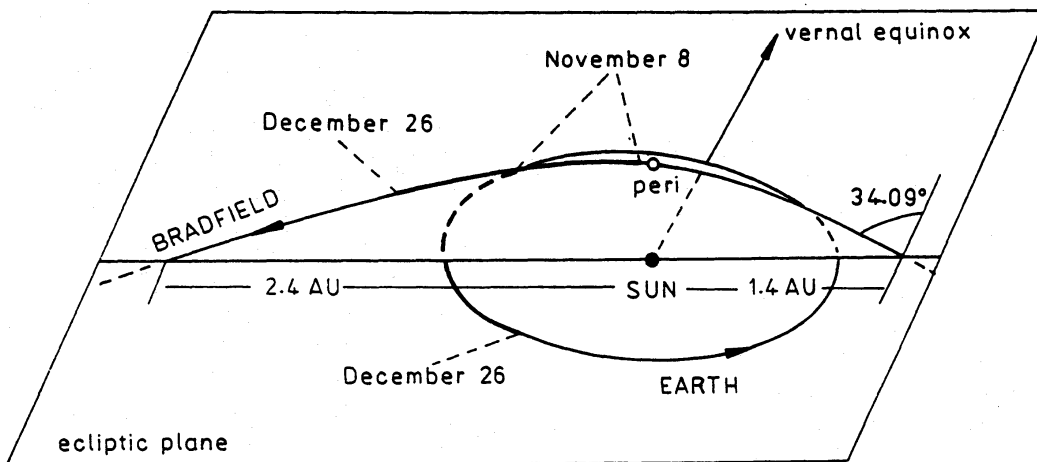 vernal equinox
November 8
December 26
peri
34.09°
BRADFIELD
2.4 AU
SUN
1.4 AU
December 26
EARTH
ecliptic plane